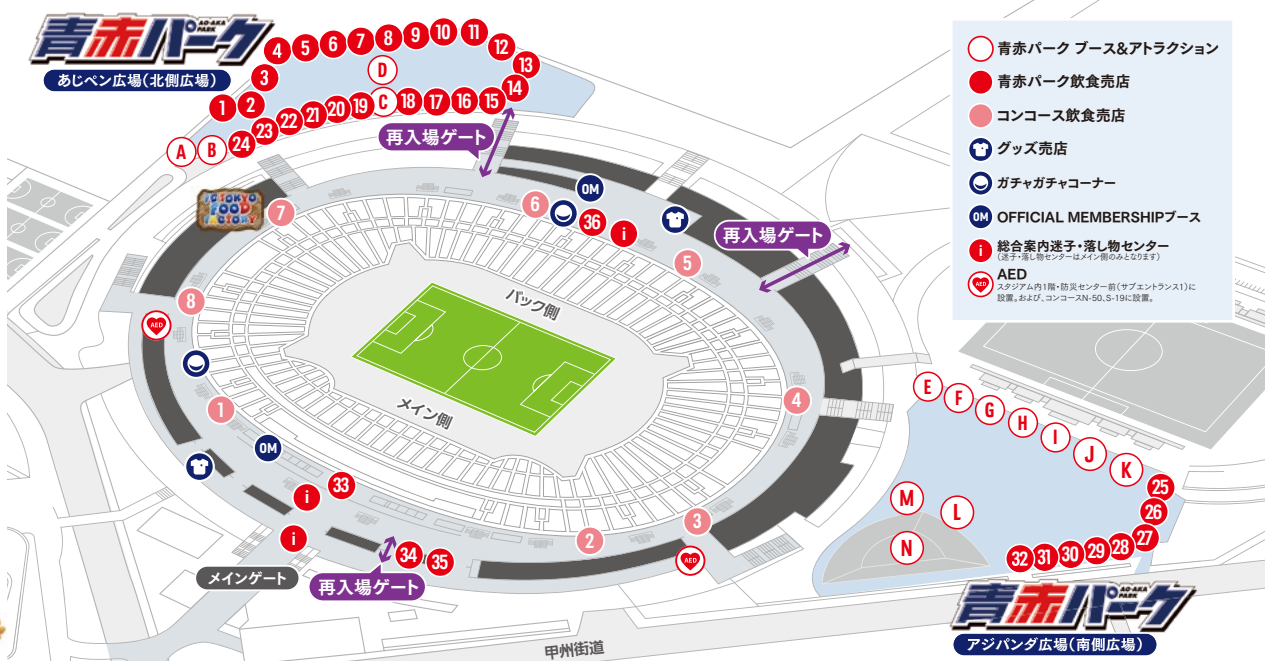 青赤パーク
AO-AKA
PARK
あじペン広場(北側広場)
1 2 3 4 5 6 7 8 9 10 11 12 13 14
A B 24 23 22 21 20 19 C 18 17 16 15
D
再入場ゲート
FC TOKYO
FOOD
FACTORY
7
6
OM
36
i
5
再入場ゲート
8
AED
バック側
メイン側
1
4
OM
33
i
i
2
3
AED
34
35
メインゲート
再入場ゲート
甲州街道
E F G H I J K
M L
N
25
26
27
32 31 30 29 28
青赤パーク
AO-AKA
PARK
アジパンダ広場(南側広場)
青赤パーク ブース&アトラクション
青赤パーク飲食売店
コンコース飲食売店
グッズ売店
ガチャガチャコーナー
OM OFFICIAL MEMBERSHIPブース
i 総合案内迷子・落し物センター
(迷子・落し物センターはメイン側のみとなります)
AED AED
スタジアム内1階・防災センター前(サブエントランス1)に
設置。および、コンコースN-50、S-19に設置。